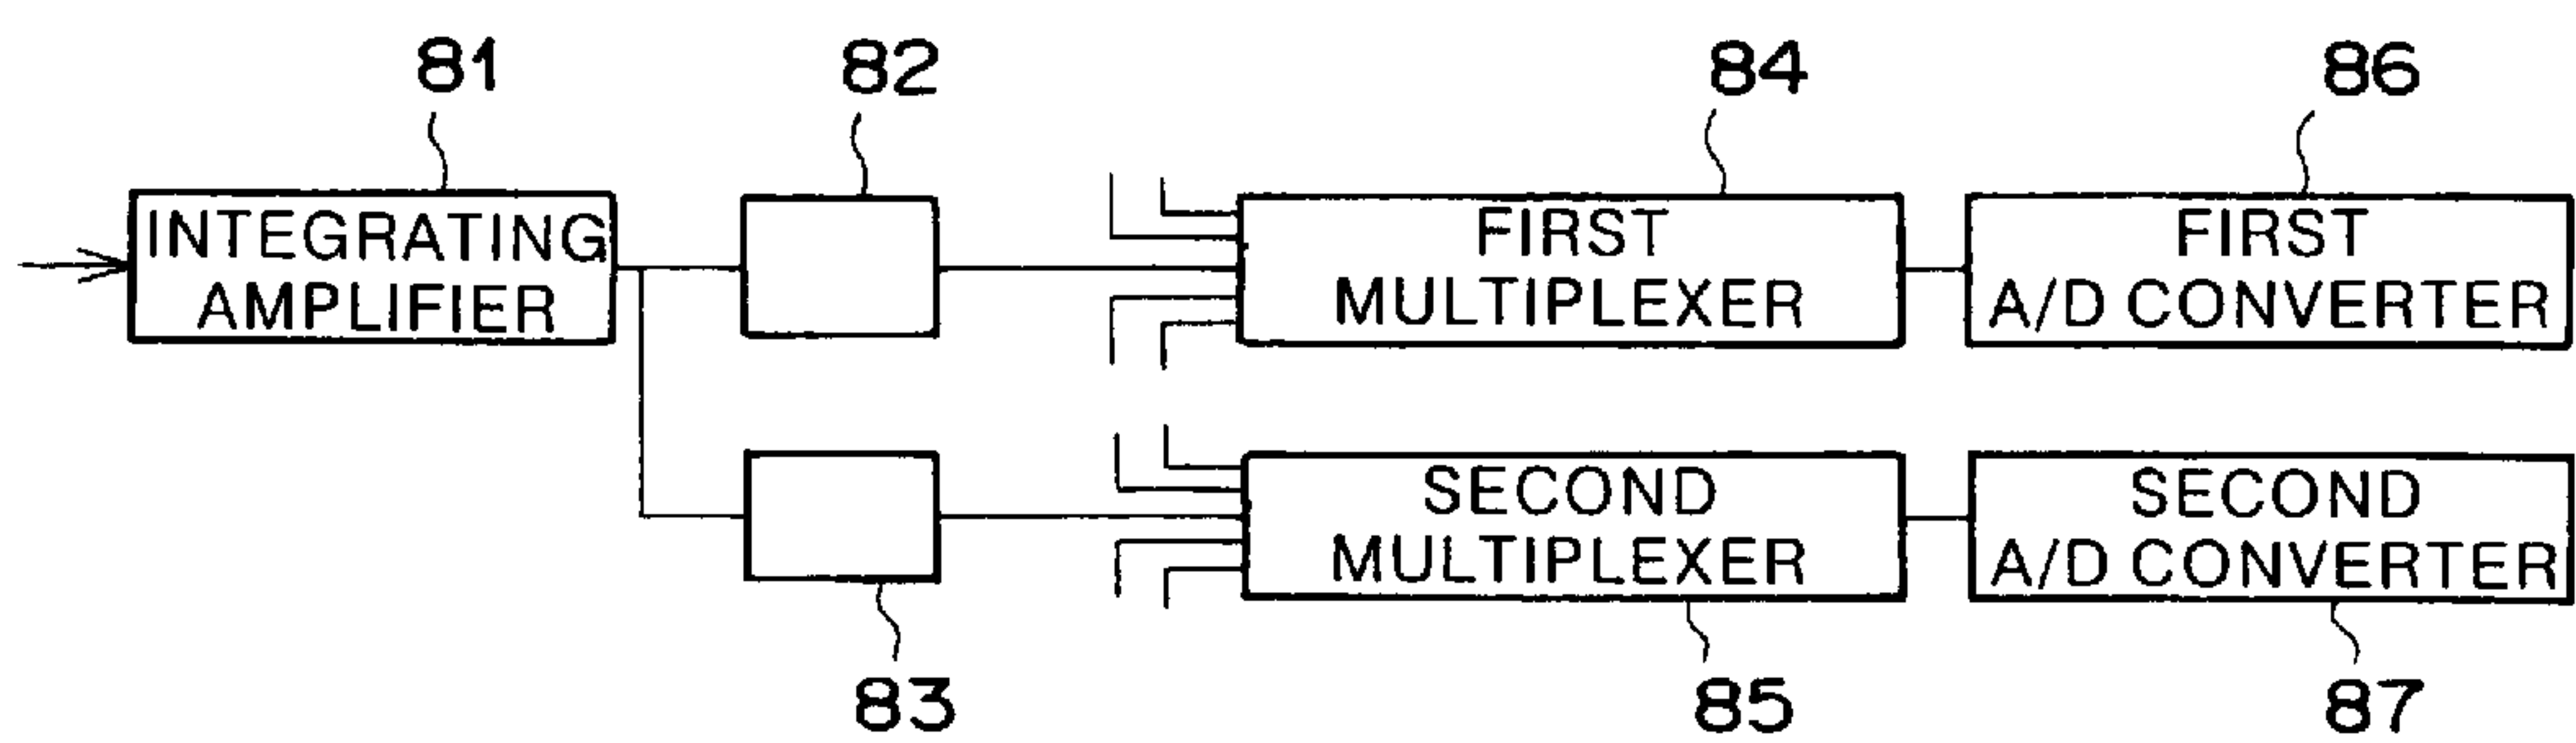 81
82
84
86
INTEGRATING
AMPLIFIER
FIRST
MULTIPLEXER
FIRST
A/D CONVERTER
SECOND
MULTIPLEXER
SECOND
A/D CONVERTER
83
85
87